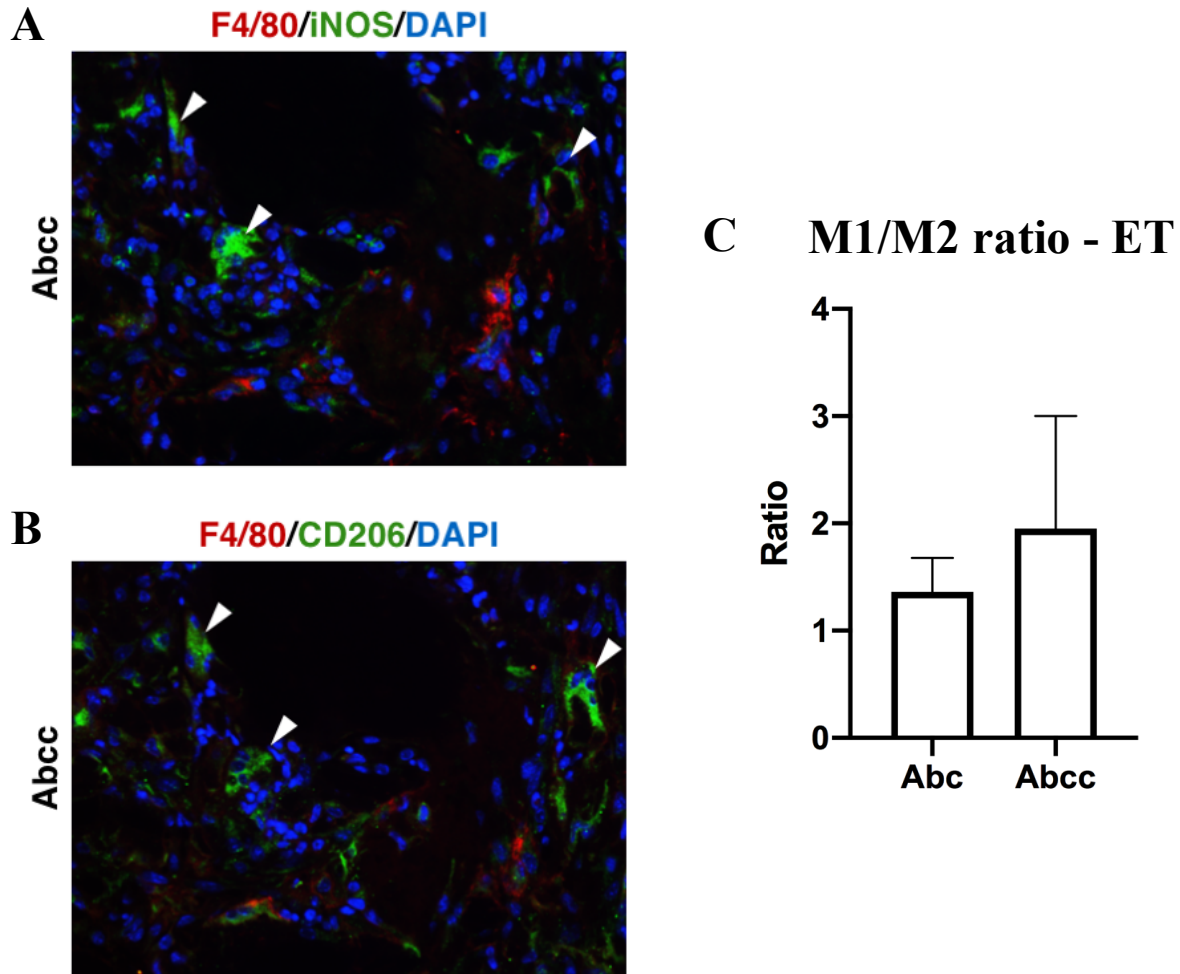 A
F4/80/iNOS/DAPI
Abcc
B
F4/80/CD206/DAPI
Abcc
C
M1/M2 ratio - ET
Ratio
4
3
2
1
0
Abc
Abcc